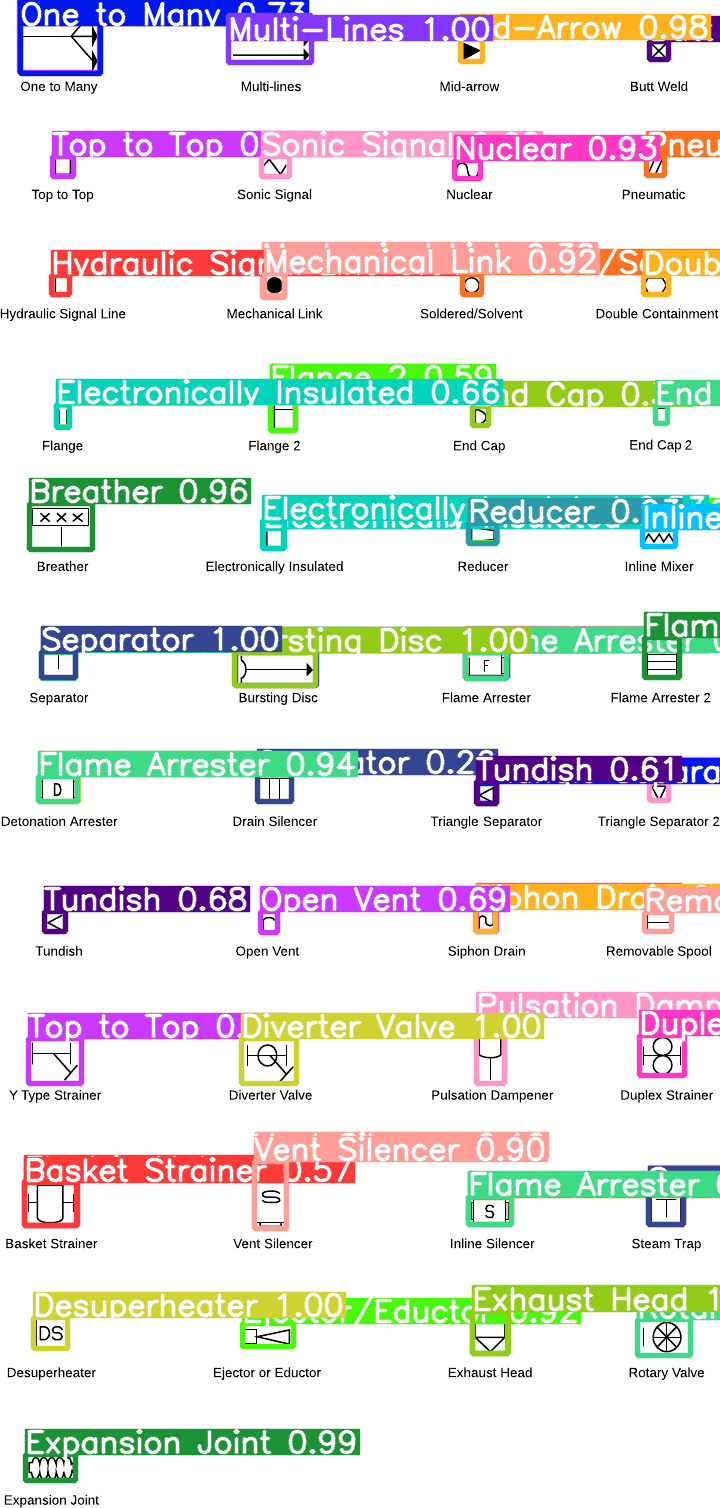 One to Many 0.73
Multi-Lines 1.00
d-Arrow 0.98
One to Many
Multi-lines
Mid-arrow
Butt Weld
Top to Top 0
Sonic Signal
Nuclear 0.93
Pneu
Top to Top
Sonic Signal
Nuclear
Pneumatic
Hydraulic Sig
Mechanical Link 0.92
/S
Doub
Hydraulic Signal Line
Mechanical Link
Soldered/Solvent
Double Containment
Flange 2 0.59
Electronically Insulated 0.66
nd Cap 0.
End
Flange
Flange 2
End Cap
End Cap 2
Breather 0.96
Electronically
Reducer 0.
Inline
XXX
Breather
Electronically Insulated
Reducer
Inline Mixer
Separator 1.00
rsting Disc 1.00
ne Arrester
Flam
F
Separator
Bursting Disc
Flame Arrester
Flame Arrester 2
Flame Arrester 0.94
ator 0.26
Tundish 0.61
ara
D
Detonation Arrester
Drain Silencer
Triangle Separator
Triangle Separator 2
Tundish 0.68
Open Vent 0.69
phon Dra
Remo
Tundish
Open Vent
Siphon Drain
Removable Spool
Top to Top 0.
Diverter Valve 1.00
Pulsation Damp
Duple
Y Type Strainer
Diverter Valve
Pulsation Dampener
Duplex Strainer
Basket Strainer 0.57
Vent Silencer 0.90
Flame Arrester
S
S
Basket Strainer
Vent Silencer
Inline Silencer
Steam Trap
Desuperheater 1.00
Ejector/Eductor 0.92
Exhaust Head 1
DS
Desuperheater
Ejector or Eductor
Exhaust Head
Rotary Valve
Expansion Joint 0.99
Expansion Joint